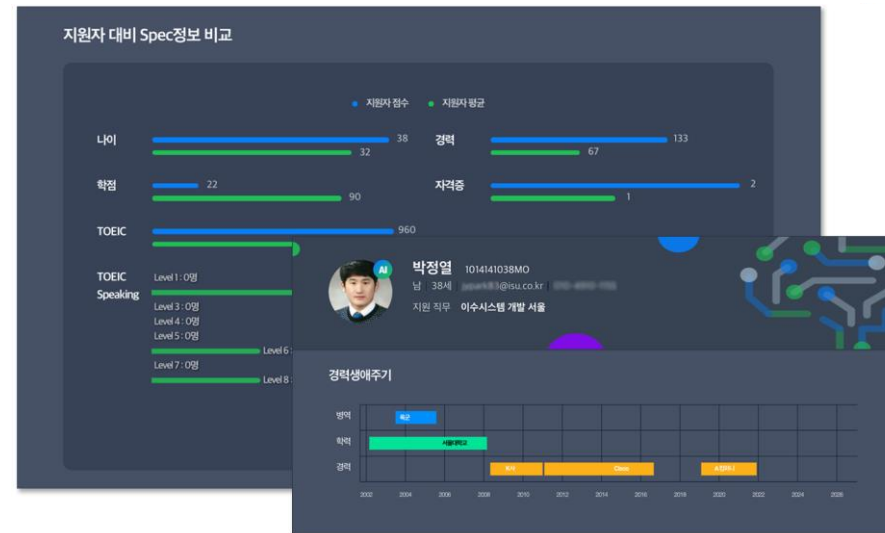 지원자 대비 Spec정보 비교
지원자 점수 지원자 평균
나이 38 경력 133
32 67
학점 22 자격증 2
90 1
TOEIC 960
TOEIC Speaking
Level 1 : 0명
Level 3 : 0명
Level 4 : 0명
Level 5 : 0명
Level 6 :
Level 7 : 0명
Level 8 :
AI
박정열 1014141038MO
남 38세 @isu.co.kr
지원 직무 이수시스템 개발 서울
경력생애주기
병역 육군
학력 서울대학교
경력
2002 2004 2006 2008 2010 2012 2014 2016 2018 2020 2022 2024 2026